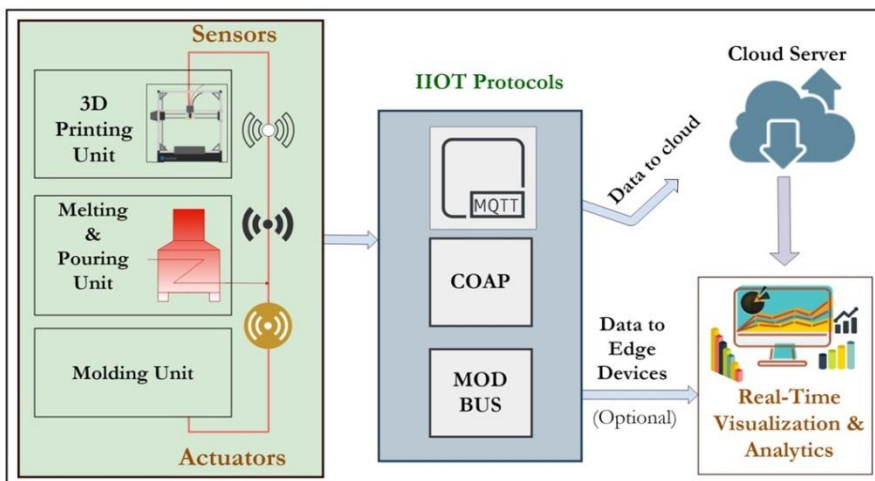 Sensors
3D
Printing
Unit
Melting
&
Pouring
Unit
Molding Unit
Actuators
IIOT Protocols
MQTT
COAP
MOD
BUS
Data to cloud
Cloud Server
Data to
Edge
Devices
(Optional)
Real-Time
Visualization &
Analytics